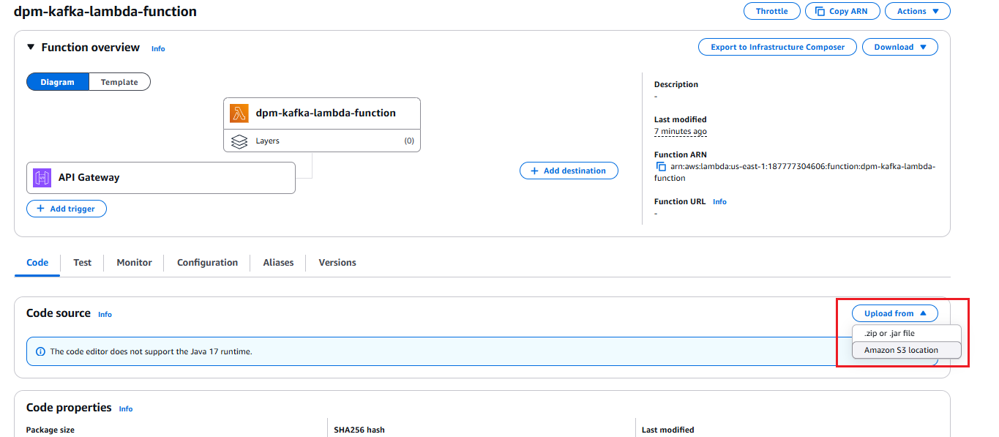 dpm-kafka-lambda-function
Throttle
Copy ARN
Actions
Function overview
Info
Export to Infrastructure Composer
Download
Diagram
Template
dpm-kafka-lambda-function
Layers
(0)
API Gateway
Add trigger
Add destination
Description
-
Last modified
7 minutes ago
Function ARN
arn:aws:lambda:us-east-1:187777304606:function:dpm-kafka-lambda-
function
Function URL
Info
-
Code
Test
Monitor
Configuration
Aliases
Versions
Code source
Info
Upload from
.zip or .jar file
Amazon S3 location
The code editor does not support the Java 17 runtime.
Code properties
Info
Package size
SHA256 hash
Last modified